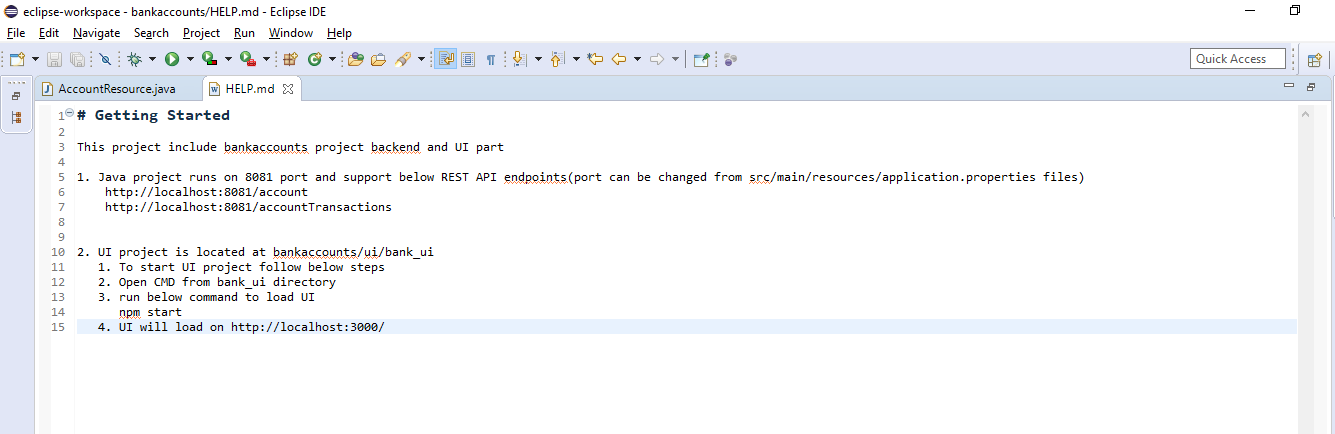 eclipse-workspace - bankaccounts/HELP.md - Eclipse IDE
File Edit Navigate Search Project Run Window Help
Quick Access
AccountResource.java HELP.md
1 # Getting Started
2
3 This project include bankaccounts project backend and UI part
4
5 1. Java project runs on 8081 port and support below REST API endpoints(port can be changed from src/main/resources/application.properties files)
6 http://localhost:8081/account
7 http://localhost:8081/accountTransactions
8
9
10 2. UI project is located at bankaccounts/ui/bank_ui
11 1. To start UI project follow below steps
12 2. Open CMD from bank_ui directory
13 3. run below command to load UI
14 npm start
15 4. UI will load on http://localhost:3000/